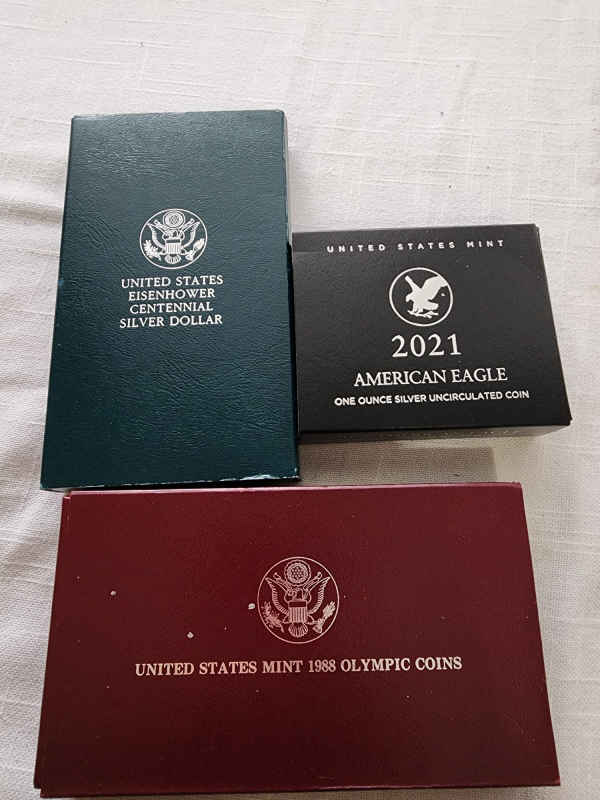 UNITED STATES
EISENHOWER
CENTENNIAL
SILVER DOLLAR
UNITED STATES MINT
2021
AMERICAN EAGLE
ONE OUNCE SILVER UNCIRCULATED COIN
UNITED STATES MINT 1988 OLYMPIC COINS